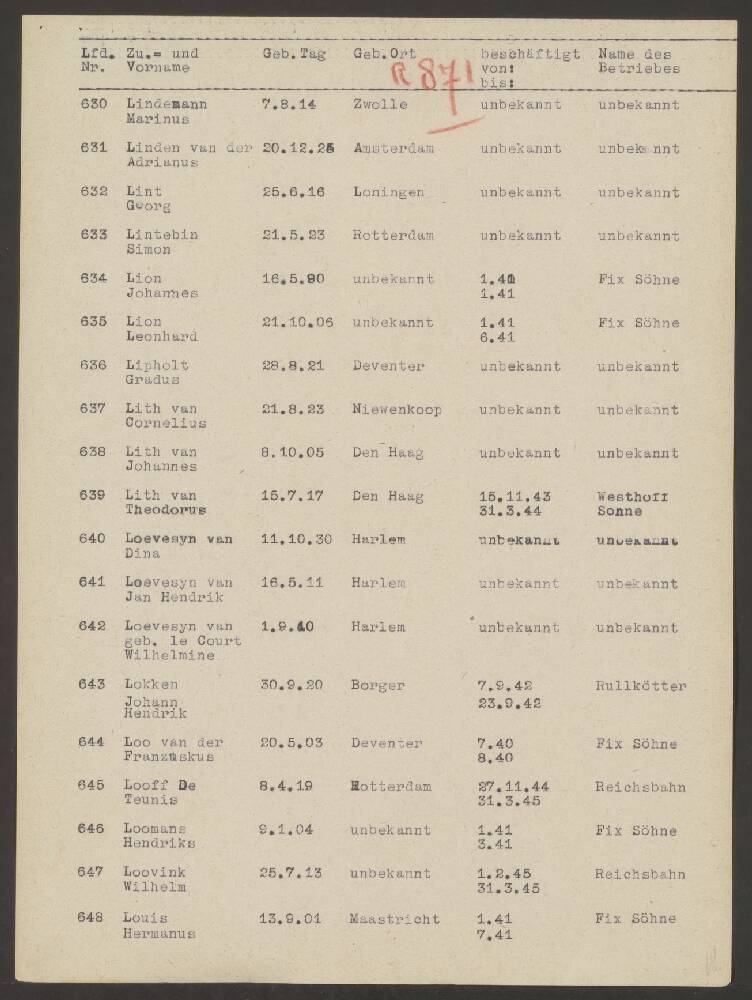 Lfd. Zu.= und Geb.Tag Geb.Ort beschäftigt Name des
Nr. Vorname von: Betriebes
R 871
bis:
630 Lindemann 7.8.14 Zwolle unbekannt unbekannt
Marinus
631 Linden van der 20.12.25 Amsterdam unbekannt unbekannt
Adrianus
632 Lint 25.6.16 Loningen unbekannt unbekannt
Georg
633 Lintebin 21.5.23 Rotterdam unbekannt unbekannt
Simon
634 Lion 16.5.90 unbekannt 1.41 Fix Söhne
Johannes 1.41
635 Lion 21.10.06 unbekannt 1.41 Fix Söhne
Leonhard 6.41
636 Lipholt 28.8.21 Deventer unbekannt unbekannt
Gradus
637 Lith van 21.8.23 Niewenkoop unbekannt unbekannt
Cornelius
638 Lith van 8.10.05 Den Haag unbekannt unbekannt
Johannes
639 Lith van 15.7.17 Den Haag 15.11.43 Westhoff
Theodorus 31.3.44 Sonne
640 Loevesyn van 11.10.30 Harlem unbekannt unbekannt
Dina
641 Loevesyn van 16.5.11 Harlem unbekannt unbekannt
Jan Hendrik
642 Loevesyn van 1.9.10 Harlem unbekannt unbekannt
geb. le Court
Wilhelmine
643 Lokken 30.9.20 Borger 7.9.42 Rullkötter
Johann 23.9.42
Hendrik
644 Loo van der 20.5.03 Deventer 7.40 Fix Söhne
Franziskus 8.40
645 Looff De 8.4.19 Rotterdam 27.11.44 Reichsbahn
Teunis 31.3.45
646 Loomans 9.1.04 unbekannt 1.41 Fix Söhne
Hendriks 3.41
647 Loovink 25.7.13 unbekannt 1.2.45 Reichsbahn
Wilhelm 31.3.45
648 Louis 13.9.01 Maastricht 1.41 Fix Söhne
Hermanus 7.41